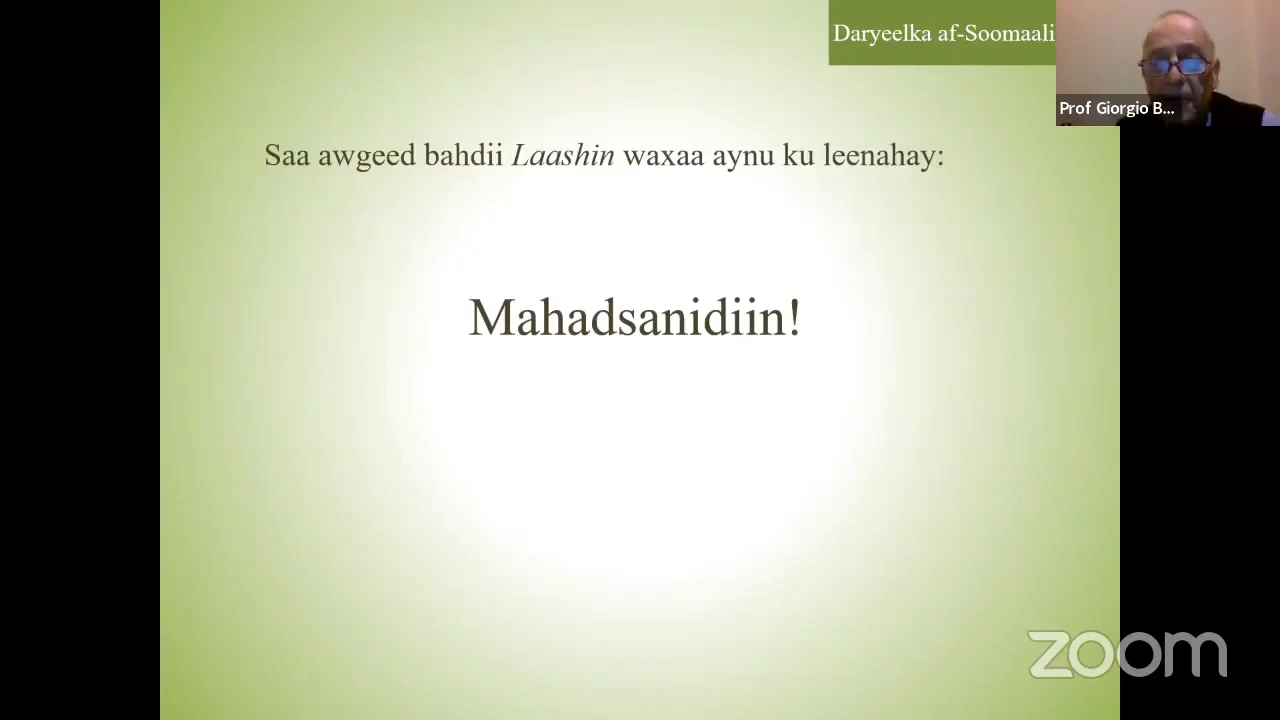 Daryeelka af-Soomaali
Prof Giorgio B...
Saa awgeed bahdii Laashin waxaa aynu ku leenahay:
Mahadsanidiin!
zoom